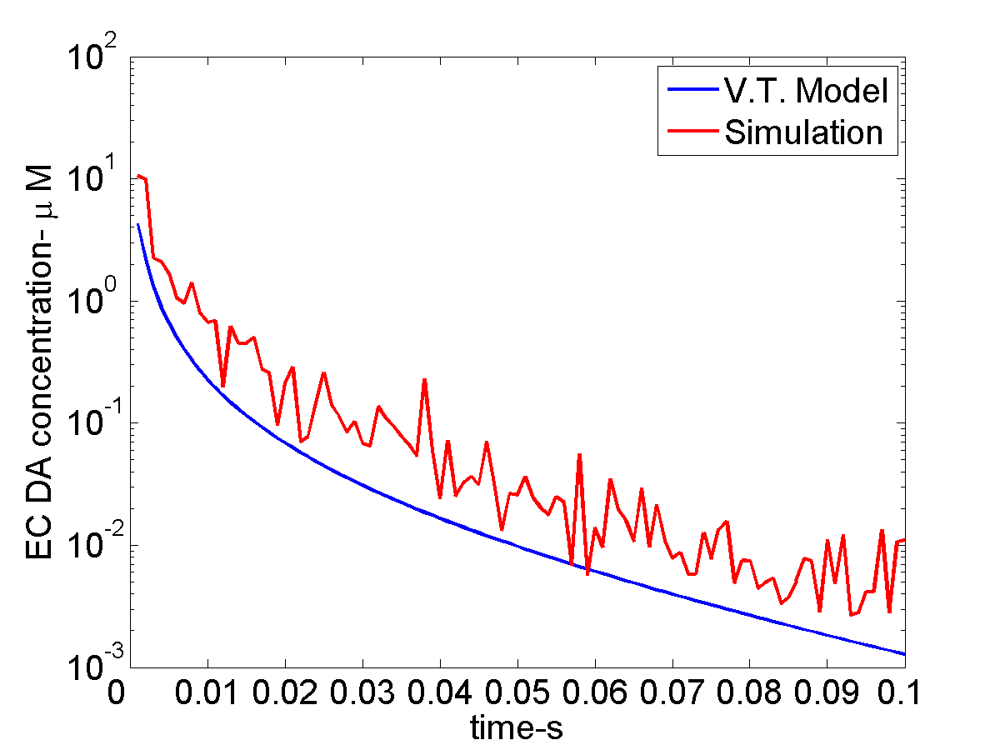 10^2
10^1
10^0
10^-1
10^-2
10^-3
EC DA concentration- μ M
V.T. Model
Simulation
0 0.01 0.02 0.03 0.04 0.05 0.06 0.07 0.08 0.09 0.1
time-s